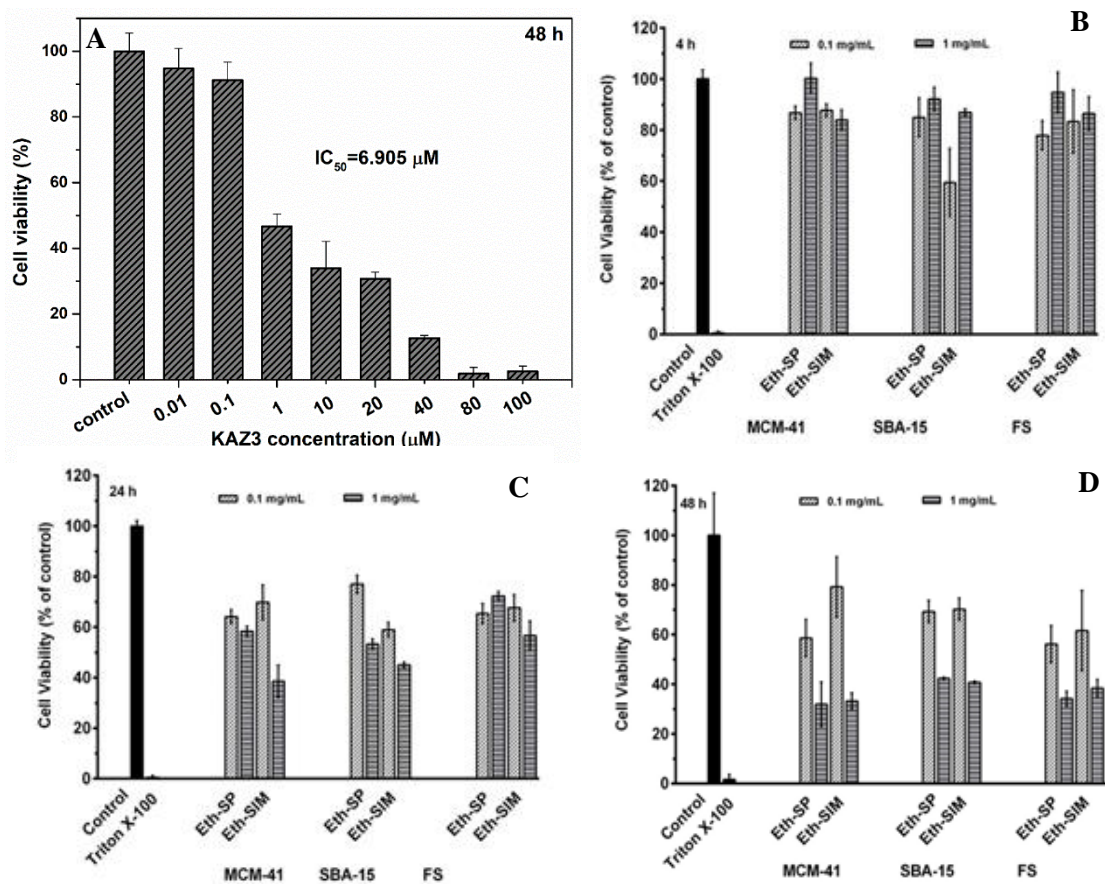 A
48 h
120
100
80
60
40
20
0
Cell viability (%)
IC50=6.905 μM
control
0.01
0.1
1
10
20
40
80
100
KAZ3 concentration (μM)
B
4 h
0.1 mg/mL
1 mg/mL
120
100
80
60
40
20
0
Cell Viability (% of control)
Control
Triton X-100
Eth-SP
Eth-SIM
Eth-SP
Eth-SIM
Eth-SP
Eth-SIM
MCM-41 SBA-15 FS
C
24 h
0.1 mg/mL
1 mg/mL
120
100
80
60
40
20
0
Cell Viability (% of control)
Control
Triton X-100
Eth-SP
Eth-SIM
Eth-SP
Eth-SIM
Eth-SP
Eth-SIM
MCM-41 SBA-15 FS
D
48 h
0.1 mg/mL
1 mg/mL
120
100
80
60
40
20
0
Cell Viability (% of control)
Control
Triton X-100
Eth-SP
Eth-SIM
Eth-SP
Eth-SIM
Eth-SP
Eth-SIM
MCM-41 SBA-15 FS